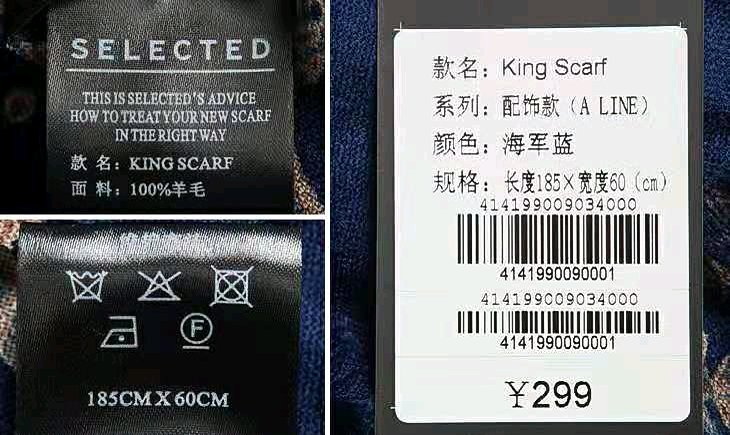 SELECTED
THIS IS SELECTED'S ADVICE
HOW TO TREAT YOUR NEW SCARF
IN THE RIGHT WAY
款 名：KING SCARF
面 料：100%羊毛
F
185CM X 60CM
款名：King Scarf
系列：配饰款（A LINE）
颜色：海军蓝
规格：长度185×宽度60（cm）
414199009034000
4141990090001
414199009034000
4141990090001
￥299